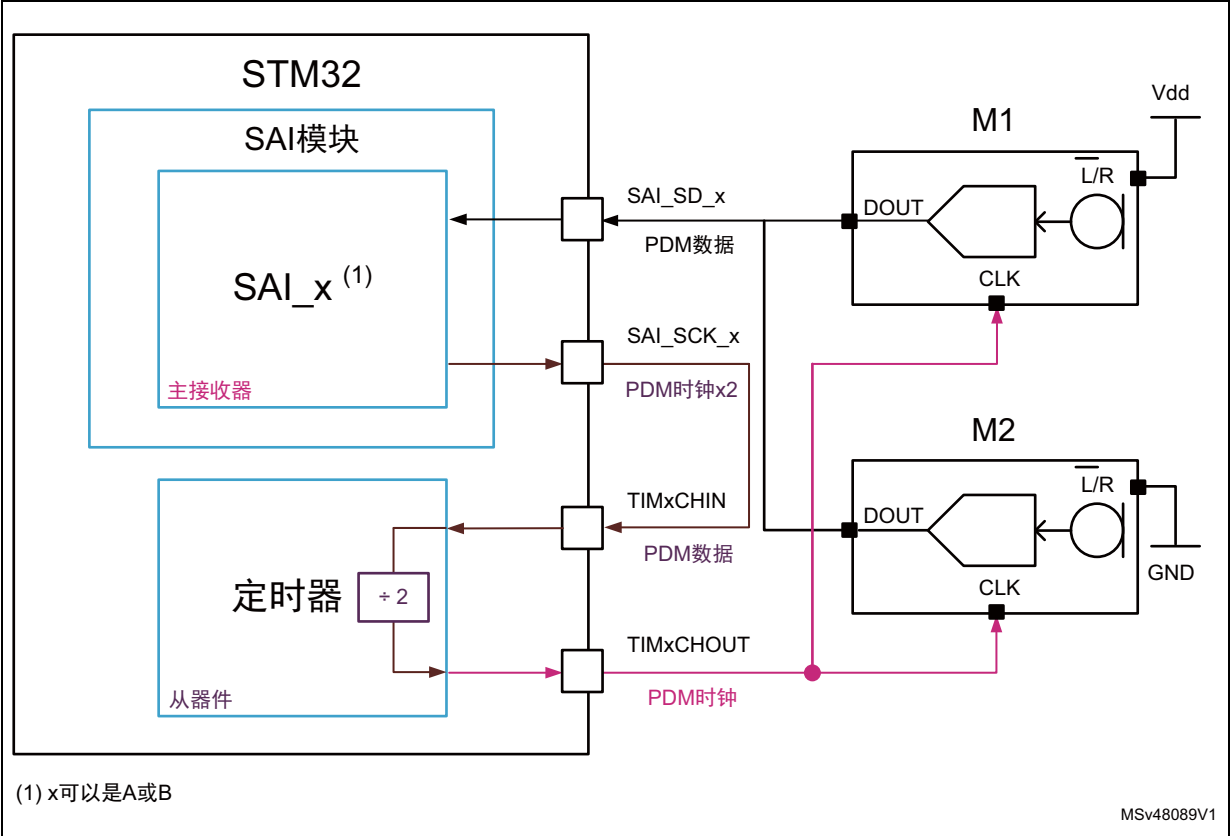 STM32
SAI模块
SAI_x (1)
主接收器
定时器
÷ 2
从器件
SAI_SD_x
PDM数据
SAI_SCK_x
PDM时钟x2
TIMxCHIN
PDM数据
TIMxCHOUT
PDM时钟
M1
Vdd
L/R
DOUT
CLK
M2
L/R
DOUT
GND
CLK
(1) x可以是A或B
MSv48089V1